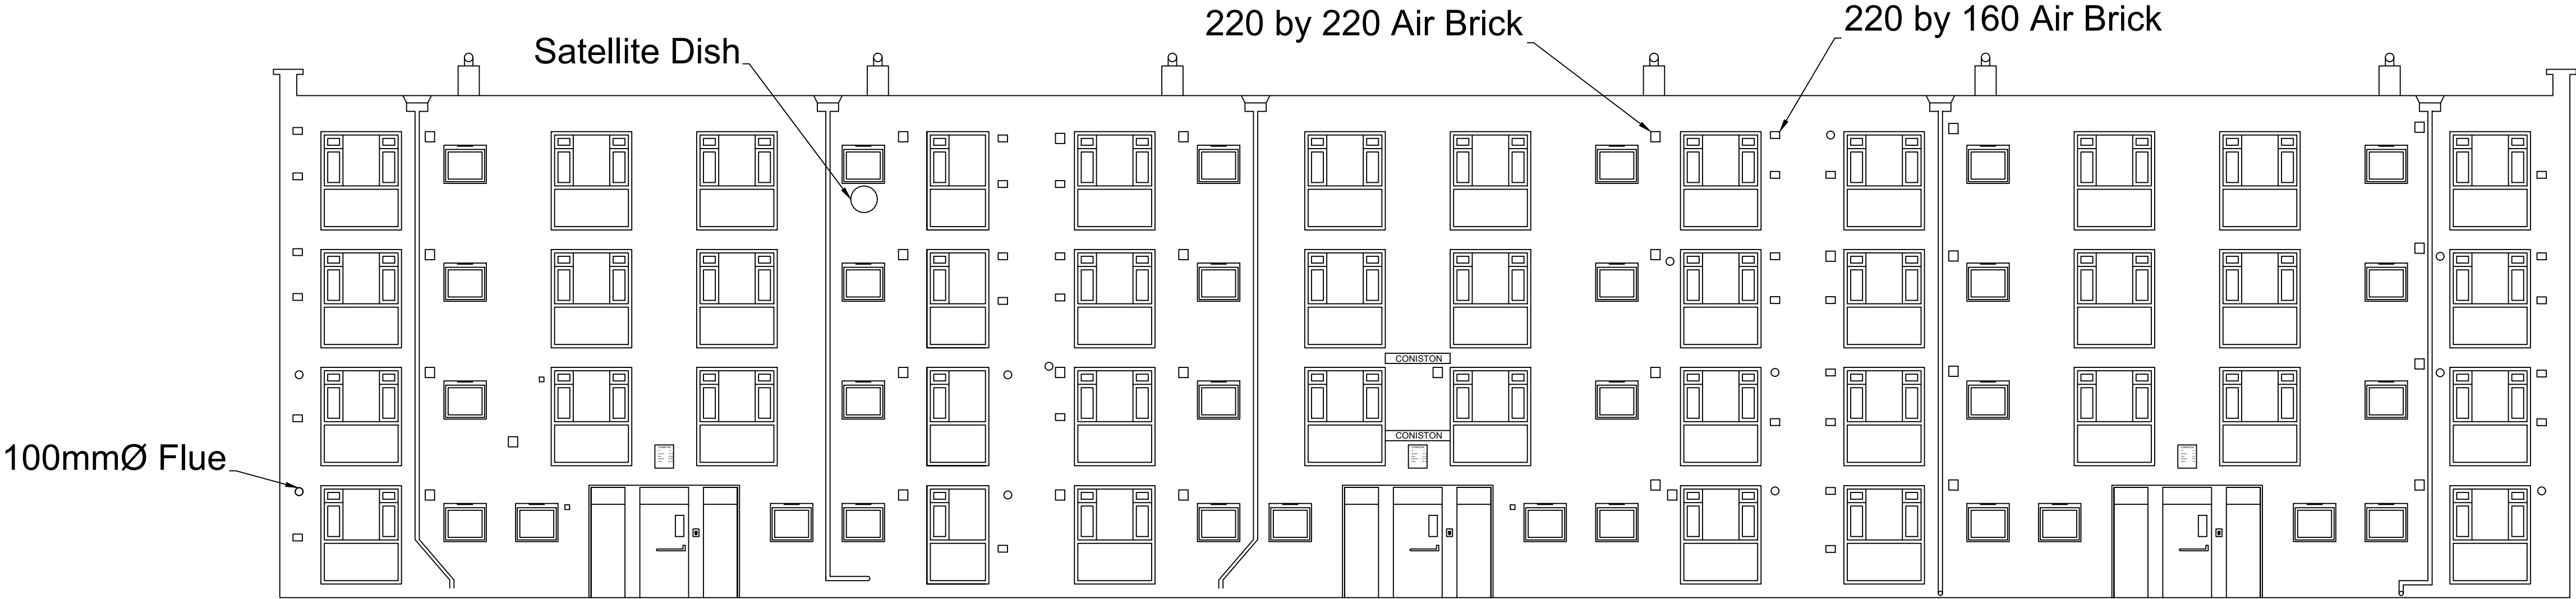 220 by 220 Air Brick
220 by 160 Air Brick
Satellite Dish
CONISTON
CONISTON
100mmØ Flue